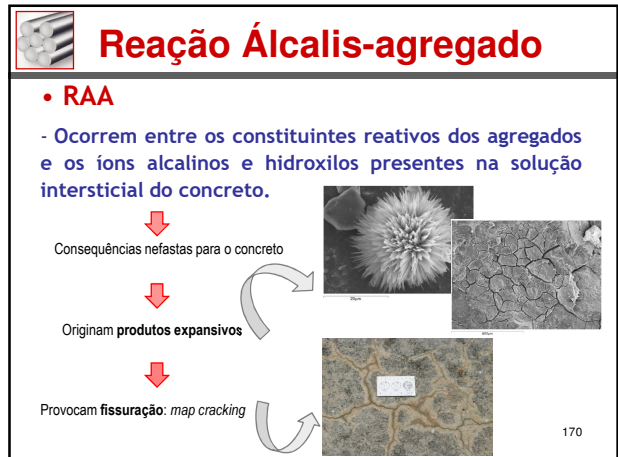 Reação Álcalis-agregado
• RAA
- Ocorrem entre os constituintes reativos dos agregados
e os íons alcalinos e hidroxilos presentes na solução
intersticial do concreto.
Consequências nefastas para o concreto
Originam produtos expansivos
Provocam fissuração: map cracking
20µm
170